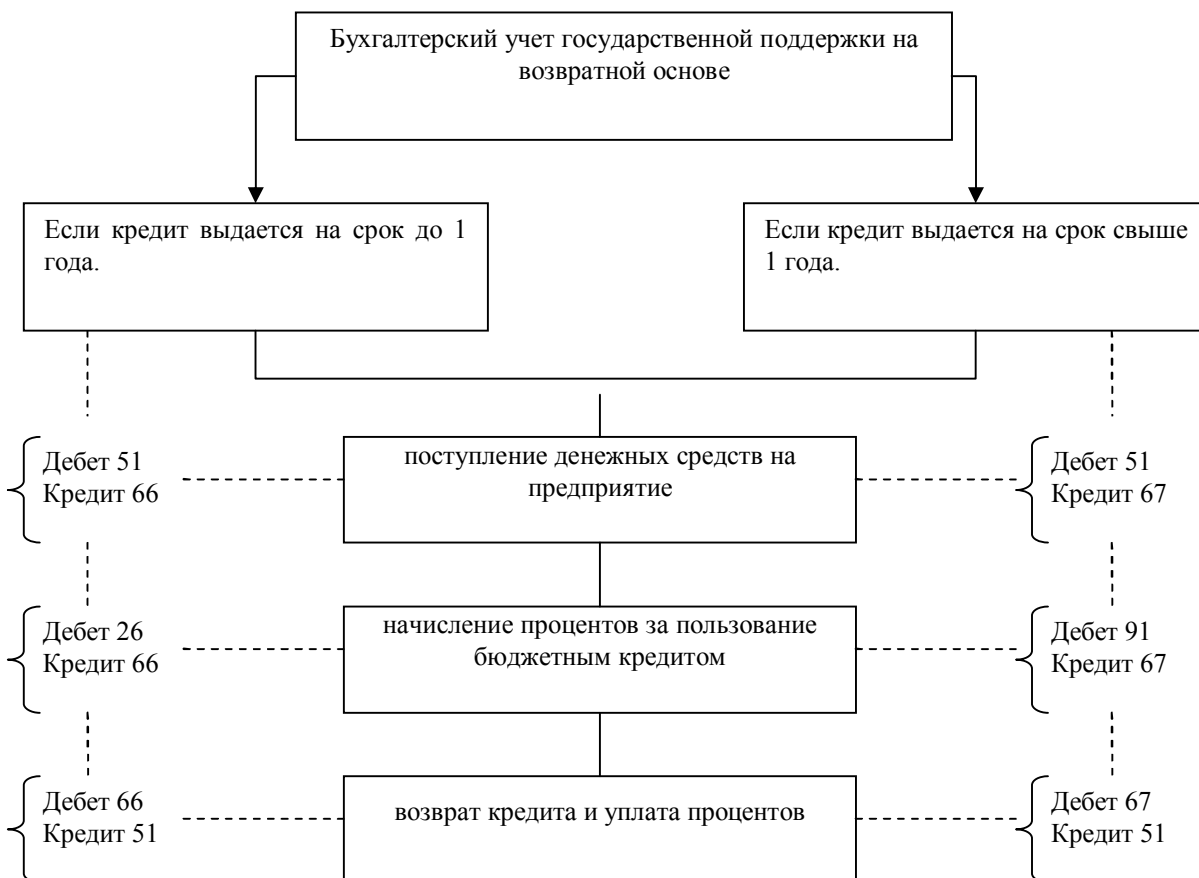 Бухгалтерский учет государственной поддержки на
возвратной основе
Если кредит выдается на срок до 1
года.
Если кредит выдается на срок свыше
1 года.
Дебет 51
Кредит 66
поступление денежных средств на
предприятие
Дебет 51
Кредит 67
Дебет 26
Кредит 66
начисление процентов за пользование
бюджетным кредитом
Дебет 91
Кредит 67
Дебет 66
Кредит 51
возврат кредита и уплата процентов
Дебет 67
Кредит 51